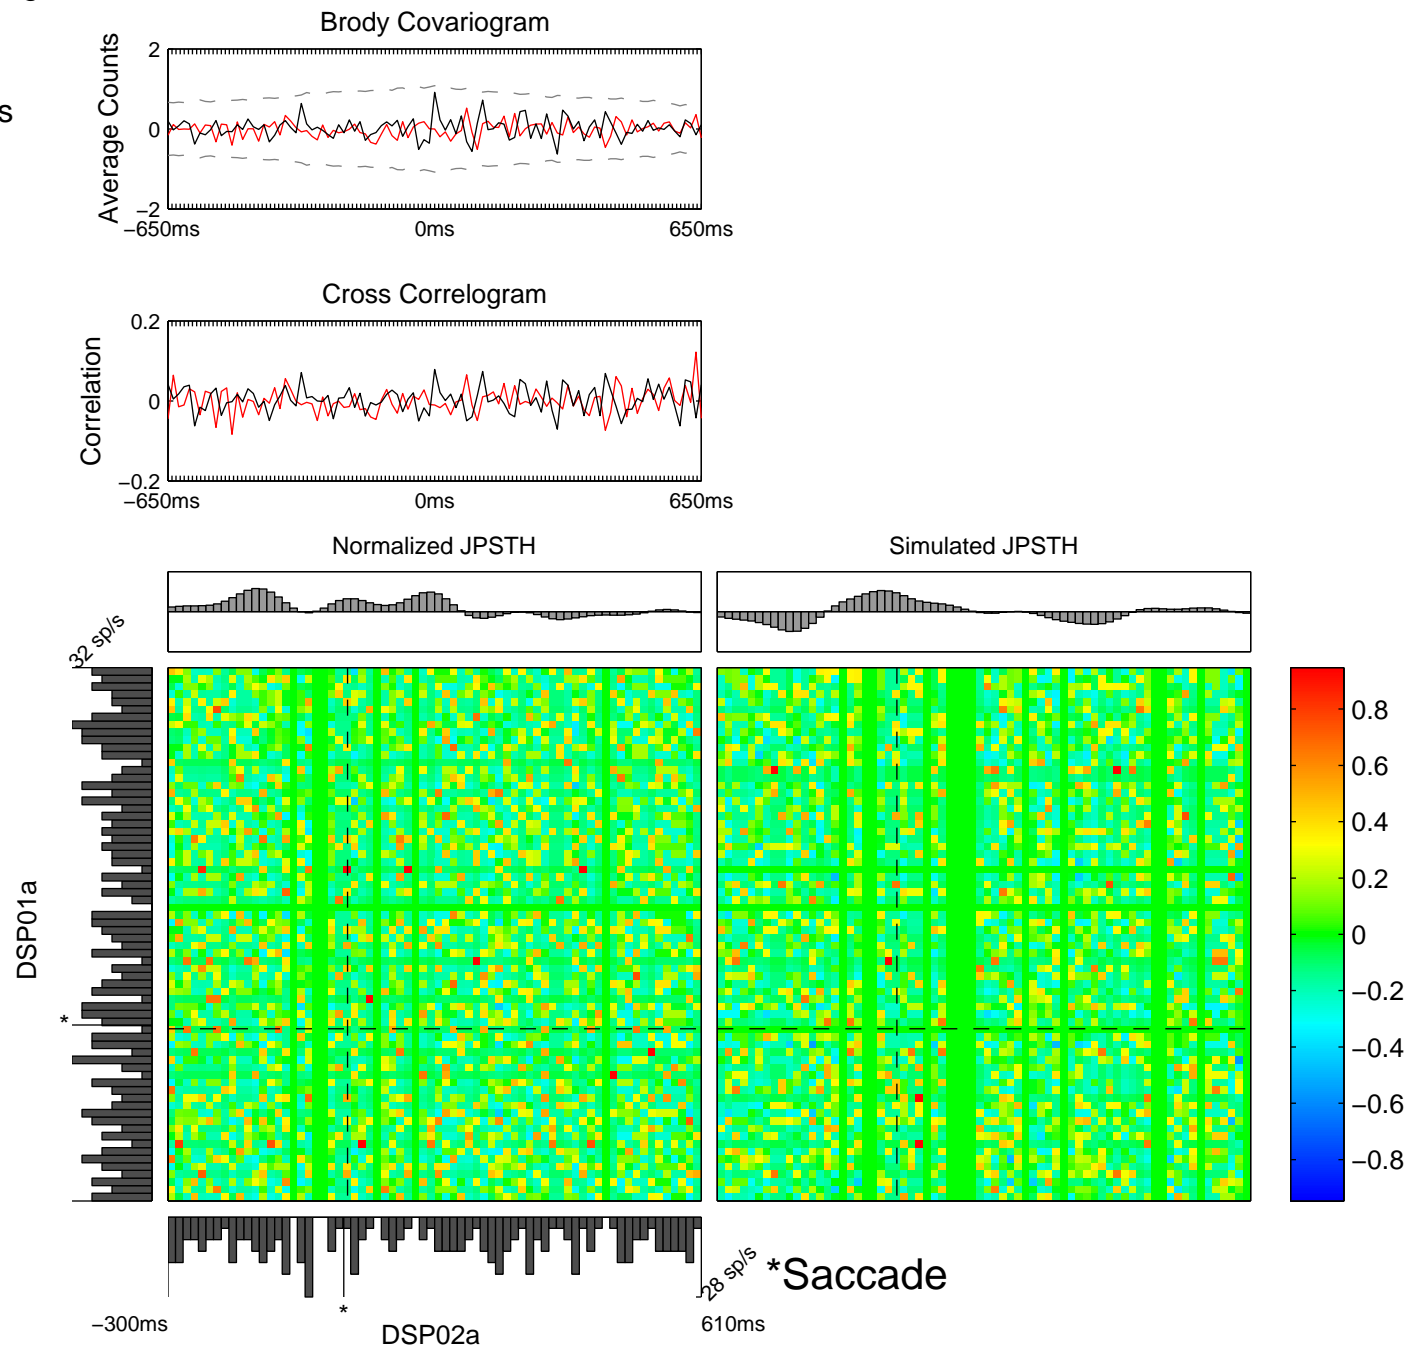 Brody Covariogram
Average Counts
2
0
−2
−650ms 0ms 650ms
s
Cross Correlogram
Correlation
0.2
0
−0.2
−650ms 0ms 650ms
Normalized JPSTH
Simulated JPSTH
32 sp/s
DSP01a
*
0.8
0.6
0.4
0.2
0
−0.2
−0.4
−0.6
−0.8
28 sp/s
*Saccade
*
−300ms
DSP02a
610ms